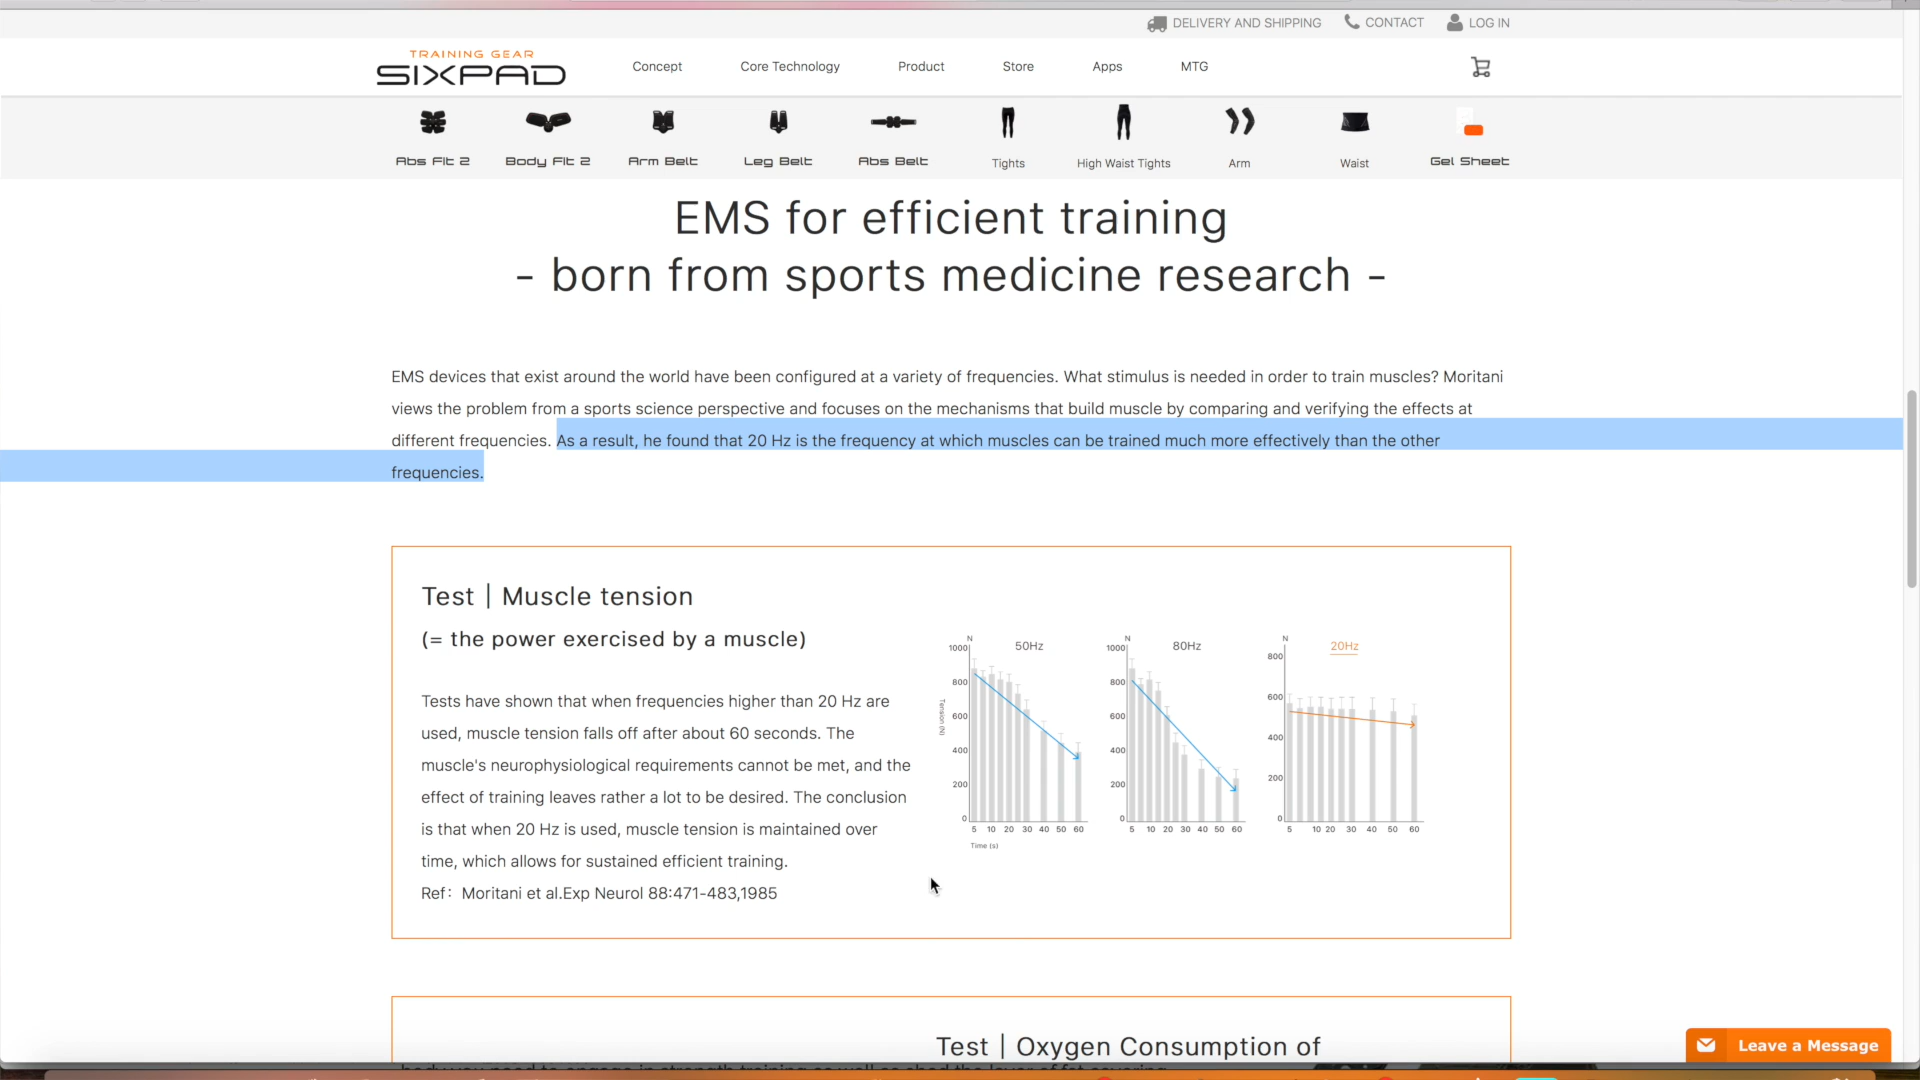 DELIVERY AND SHIPPING CONTACT LOG IN
TRAINING GEAR
SIXPAD
Concept Core Technology Product Store Apps MTG
Abs Fit 2 Body Fit 2 Arm Belt Leg Belt Abs Belt Tights High Waist Tights Arm Waist Gel Sheet
EMS for efficient training
- born from sports medicine research -
EMS devices that exist around the world have been configured at a variety of frequencies. What stimulus is needed in order to train muscles? Moritani
views the problem from a sports science perspective and focuses on the mechanisms that build muscle by comparing and verifying the effects at
different frequencies. As a result, he found that 20 Hz is the frequency at which muscles can be trained much more effectively than the other
frequencies.
Test | Muscle tension
(= the power exercised by a muscle)
Tests have shown that when frequencies higher than 20 Hz are
used, muscle tension falls off after about 60 seconds. The
muscle's neurophysiological requirements cannot be met, and the
effect of training leaves rather a lot to be desired. The conclusion
is that when 20 Hz is used, muscle tension is maintained over
time, which allows for sustained efficient training.
Ref: Moritani et al.Exp Neurol 88:471-483,1985
N
50Hz
1000
800
600
400
200
0
Tension (N)
5 10 20 30 40 50 60
Time (s)
N
80Hz
1000
800
600
400
200
0
5 10 20 30 40 50 60
N
20Hz
800
600
400
200
0
5 10 20 30 40 50 60
Test | Oxygen Consumption of
Leave a Message